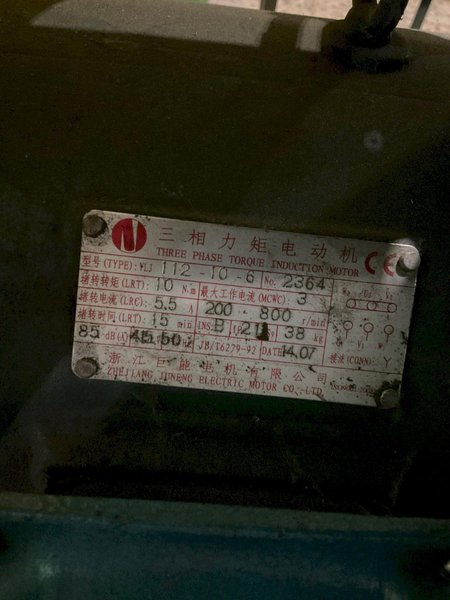 N 三相力矩电动机 CE
THREE PHASE TORQUE INDUCTION MOTOR
型号(TYPE): YLJ 112-10-6 No. 2364
堵转转矩(LRT): 10 N.m 最大工作电流(MCWC): 3
堵转电流(LRC): 5.5 A 200-800 r/min
堵转时间(LRT): 15 min INS. B 38 kg
85 dB(A) JB/T6279-92 DATE 14.07 接法(CONN) Y
浙江巨能电机有限公司
ZHEJIANG JUNENG ELECTRIC MOTOR CO.,LTD.